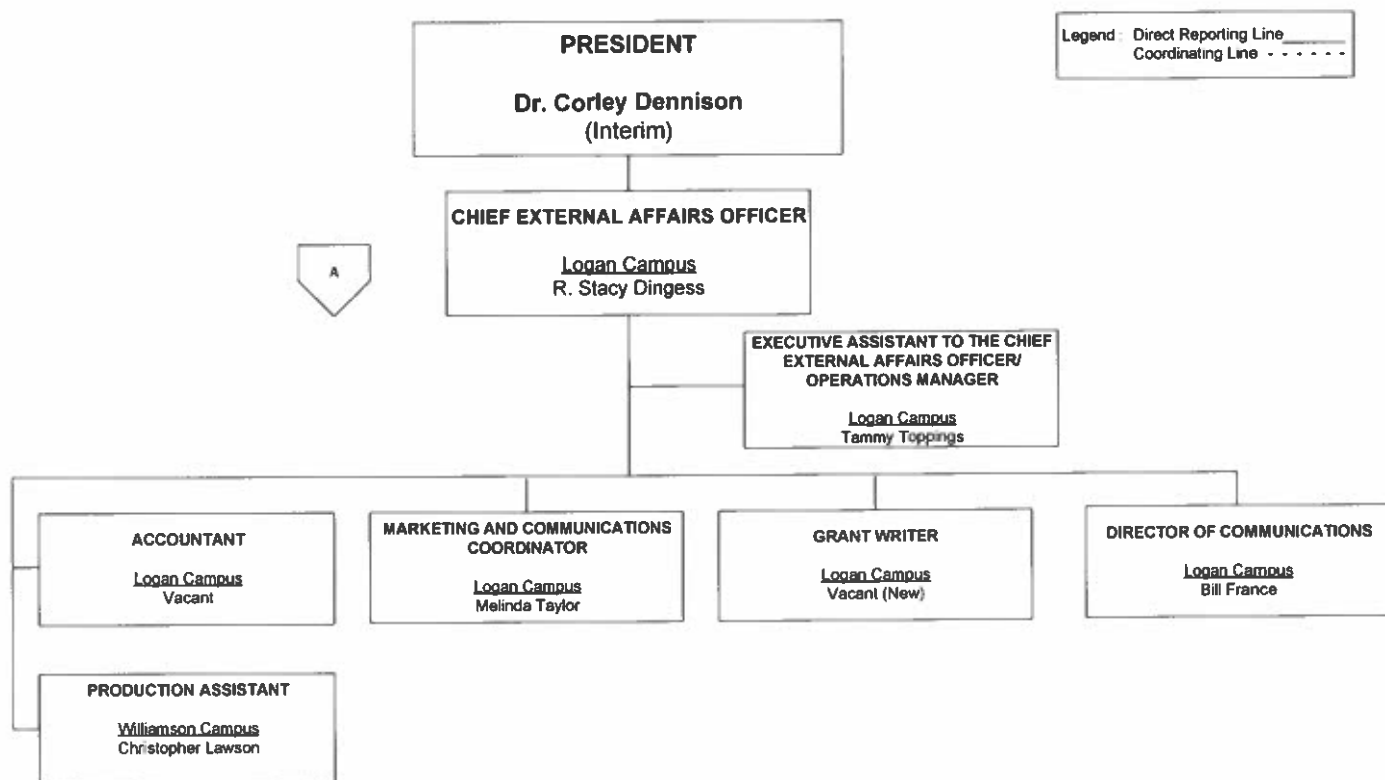 PRESIDENT
Dr. Corley Dennison
(Interim)
Legend : Direct Reporting Line
Coordinating Line - - - - - -
CHIEF EXTERNAL AFFAIRS OFFICER
Logan Campus
R. Stacy Dingess
A
EXECUTIVE ASSISTANT TO THE CHIEF
EXTERNAL AFFAIRS OFFICER/
OPERATIONS MANAGER
Logan Campus
Tammy Toppings
ACCOUNTANT
Logan Campus
Vacant
MARKETING AND COMMUNICATIONS
COORDINATOR
Logan Campus
Melinda Taylor
GRANT WRITER
Logan Campus
Vacant (New)
DIRECTOR OF COMMUNICATIONS
Logan Campus
Bill France
PRODUCTION ASSISTANT
Williamson Campus
Christopher Lawson